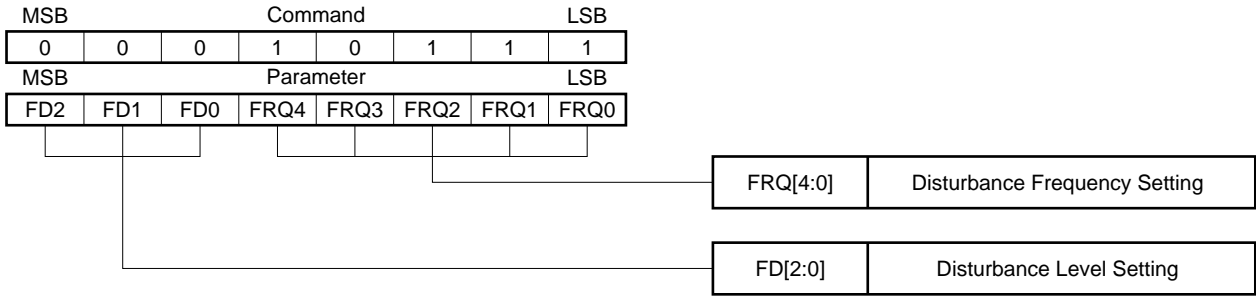 MSB Command LSB
0 0 0 1 0 1 1 1
MSB Parameter LSB
FD2 FD1 FD0 FRQ4 FRQ3 FRQ2 FRQ1 FRQ0
FRQ[4:0] Disturbance Frequency Setting
FD[2:0] Disturbance Level Setting